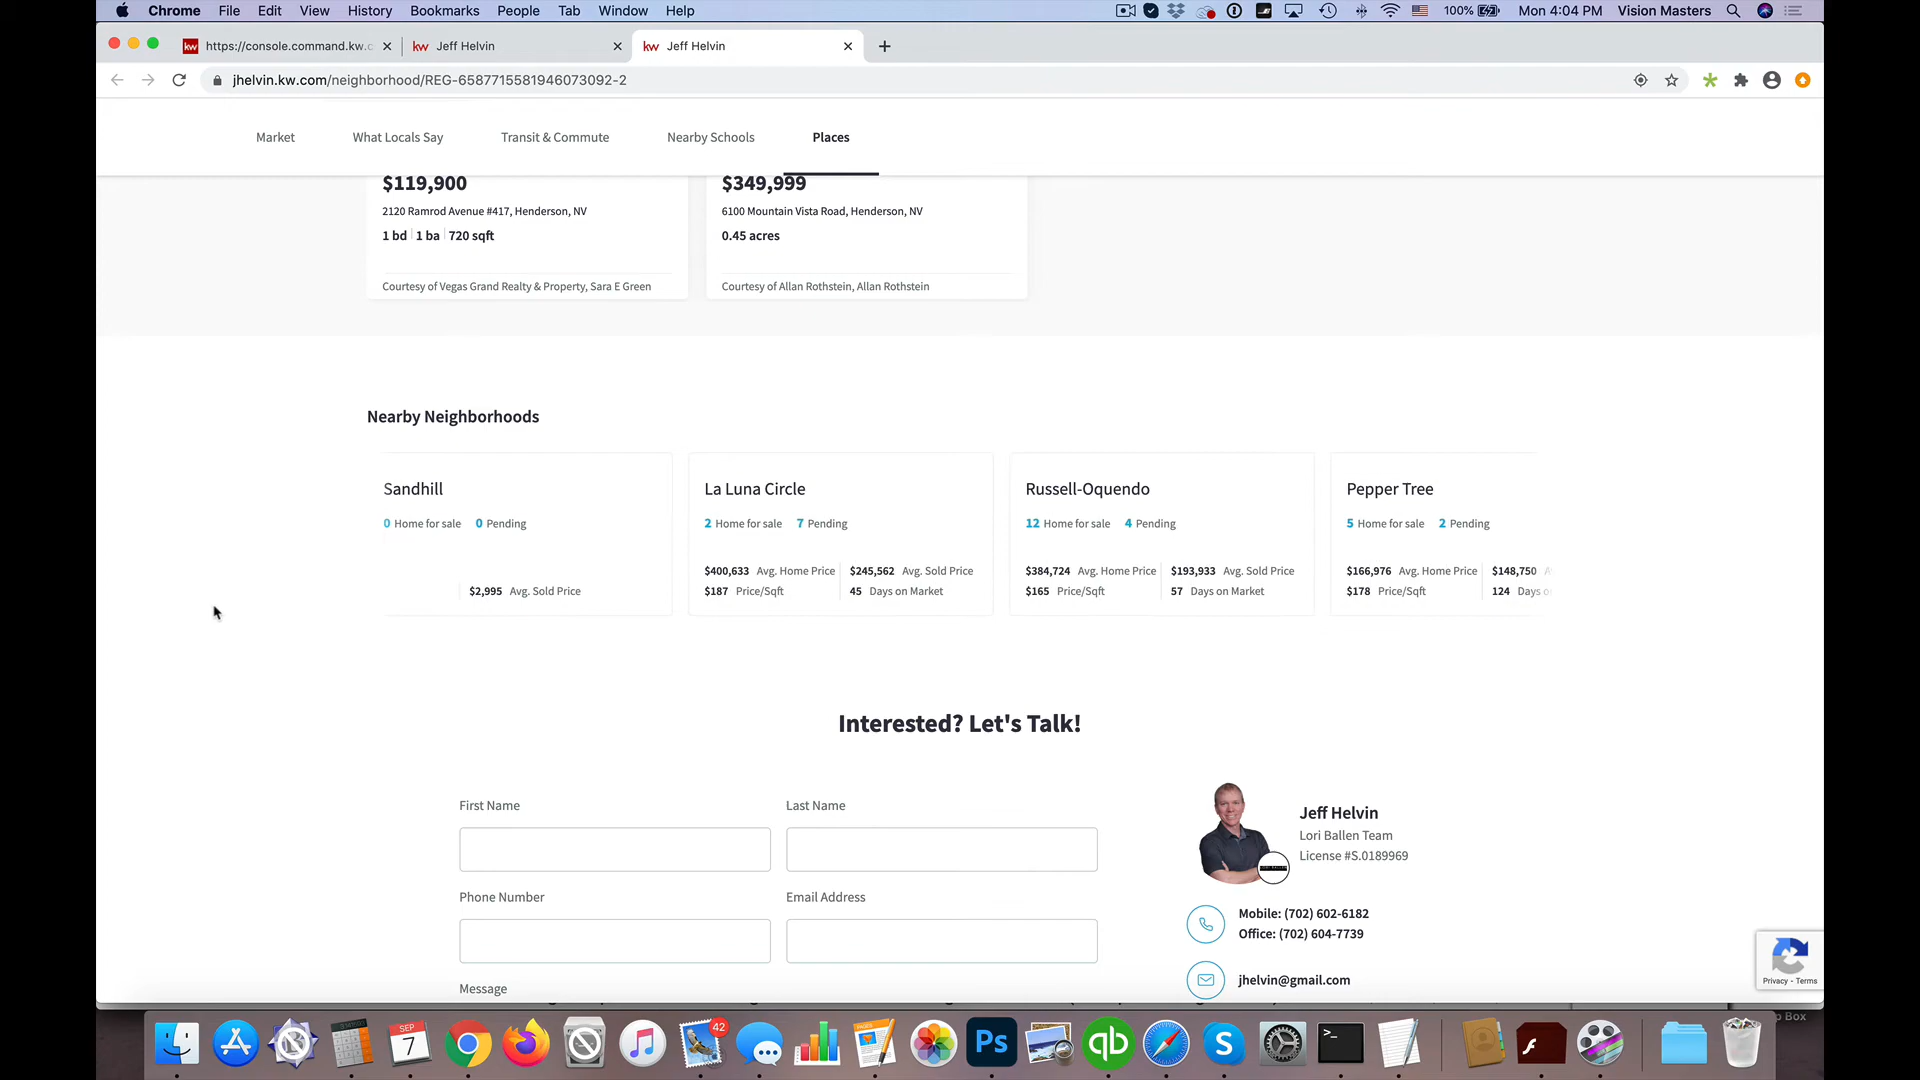 Chrome File Edit View History Bookmarks People Tab Window Help 100% Mon 4:04 PM Vision Masters
kw https://console.command.kw.c kw Jeff Helvin kw Jeff Helvin
jhelvin.kw.com/neighborhood/REG-6587715581946073092-2
Market What Locals Say Transit & Commute Nearby Schools Places
$119,900 $349,999
2120 Ramrod Avenue #417, Henderson, NV 6100 Mountain Vista Road, Henderson, NV
1 bd 1 ba 720 sqft 0.45 acres
Courtesy of Vegas Grand Realty & Property, Sara E Green Courtesy of Allan Rothstein, Allan Rothstein
Nearby Neighborhoods
Sandhill La Luna Circle Russell-Oquendo Pepper Tree
0 Home for sale 0 Pending 2 Home for sale 7 Pending 12 Home for sale 4 Pending 5 Home for sale 2 Pending
$400,633 Avg. Home Price $245,562 Avg. Sold Price $384,724 Avg. Home Price $193,933 Avg. Sold Price $166,976 Avg. Home Price $148,750 A
$2,995 Avg. Sold Price $187 Price/Sqft 45 Days on Market $165 Price/Sqft 57 Days on Market $178 Price/Sqft 124 Days o
Interested? Let's Talk!
First Name Last Name
Jeff Helvin
Lori Ballen Team
License #S.0189969
Phone Number Email Address
Mobile: (702) 602-6182
Office: (702) 604-7739
jhelvin@gmail.com
Privacy - Terms
Message
p Box
SEP
7
42
PAGES
Ps
qb
S